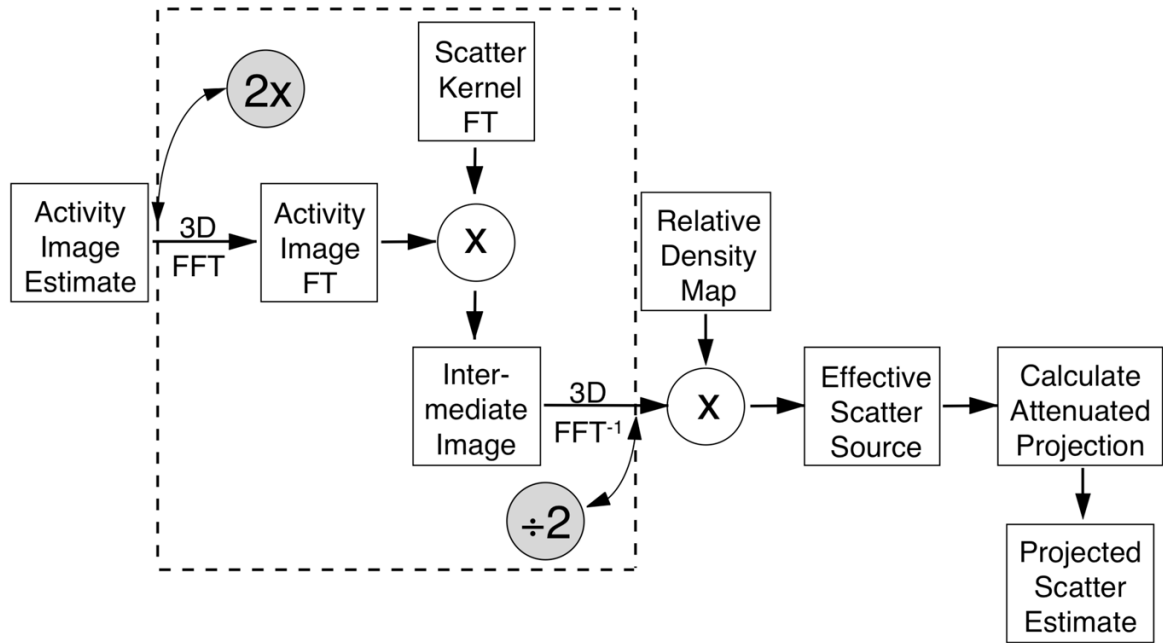 2x
Scatter
Kernel
FT
Activity
Image
Estimate
3D
FFT
Activity
Image
FT
X
Relative
Density
Map
Inter-
mediate
Image
3D
FFT⁻¹
X
Effective
Scatter
Source
Calculate
Attenuated
Projection
÷2
Projected
Scatter
Estimate